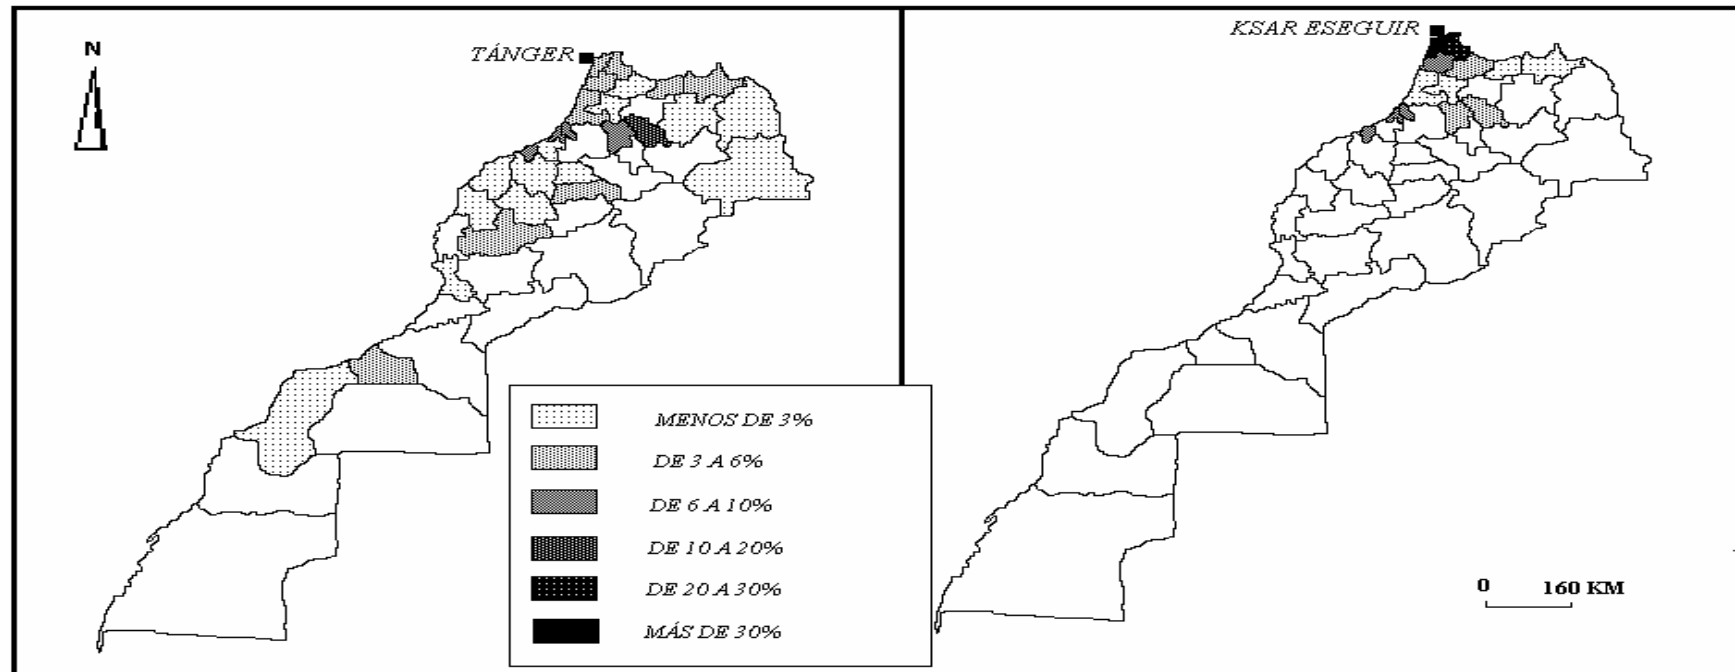 N
TÁNGER
KSAR ESEGUIR
MENOS DE 3%
DE 3 A 6%
DE 6 A 10%
DE 10 A 20%
DE 20 A 30%
MÁS DE 30%
0 160 KM